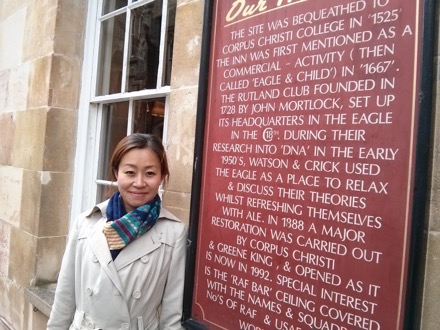 Our
THE SITE WAS BEQUEATHED TO
CORPUS CHRISTI COLLEGE IN '1525'
THE INN WAS FIRST MENTIONED AS A
COMMERCIAL - ACTIVITY ( THEN
CALLED 'EAGLE & CHILD') IN '1667'.
THE RUTLAND CLUB FOUNDED IN
1728 BY JOHN MORTLOCK, SET UP
ITS HEADQUARTERS IN THE EAGLE
IN THE 18TH. DURING THEIR
RESEARCH INTO 'DNA' IN THE EARLY
1950'S, WATSON & CRICK USED
THE EAGLE AS A PLACE TO RELAX
& DISCUSS THEIR THEORIES
WHILST REFRESHING THEMSELVES
WITH ALE. IN 1888 A MAJOR
RESTORATION WAS CARRIED OUT
BY CORPUS CHRISTI
& GREENE KING , & OPENED AS IT
IS NOW IN 1992. SPECIAL INTEREST
IS THE 'RAF BAR' CEILING COVERED
WITH THE NAMES & SQUADRON
No'S OF RAF & USAF